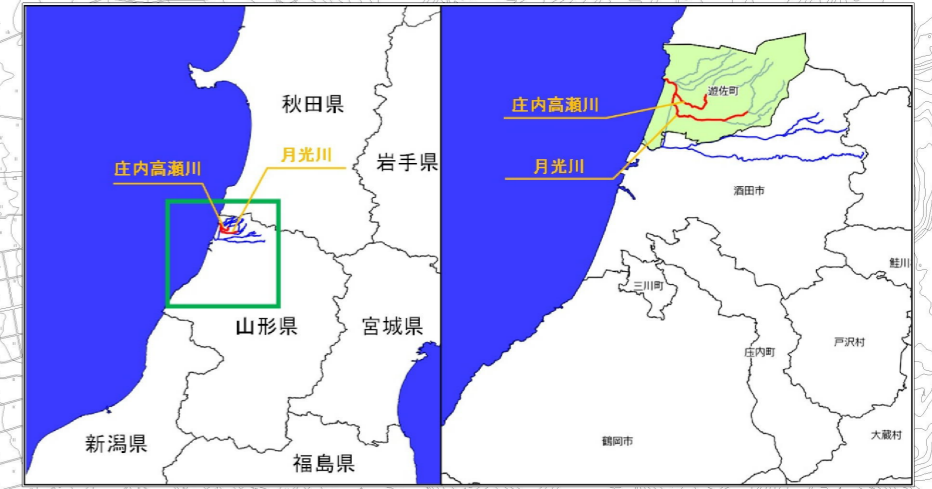 秋田県
岩手県
庄内高瀬川
月光川
山形県
宮城県
新潟県
福島県
遊佐町
庄内高瀬川
月光川
酒田市
鮭川
三川町
庄内町
戸沢村
大蔵村
鶴岡市